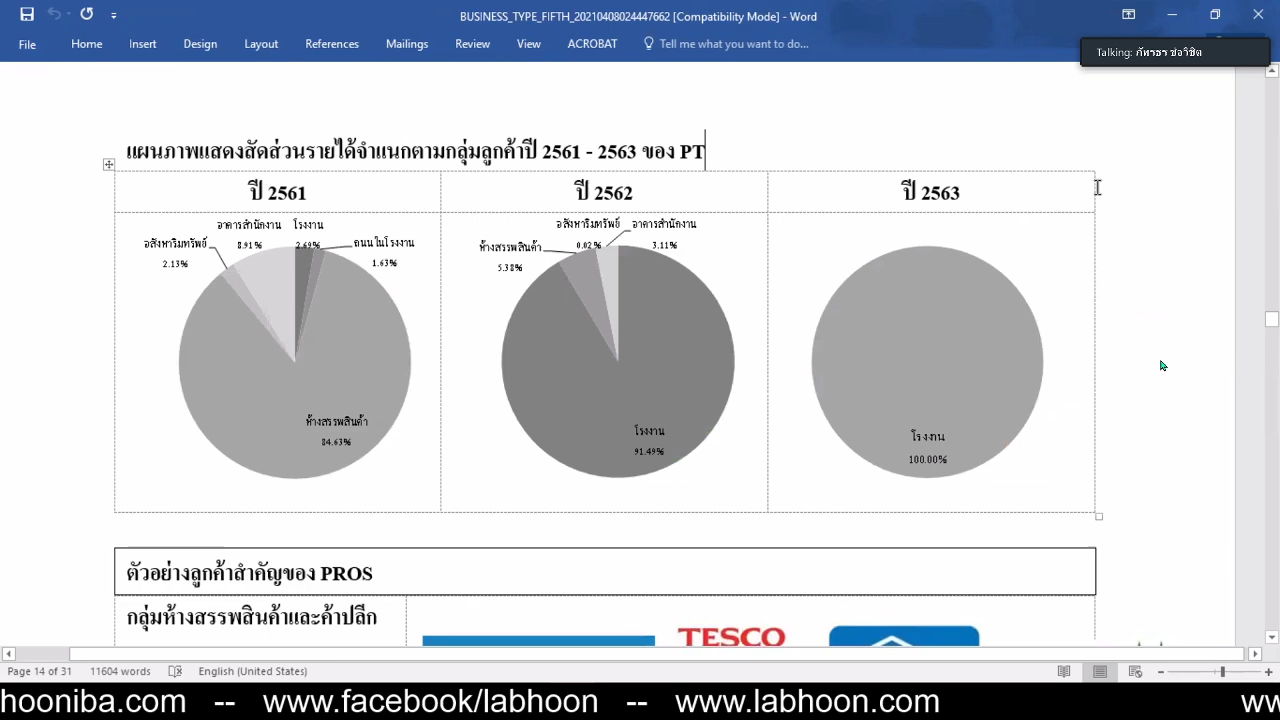 BUSINESS_TYPE_FIFTH_20210408024447662 [Compatibility Mode] - Word
File Home Insert Design Layout References Mailings Review View ACROBAT Tell me what you want to do...
Talking: ภัทรธร ช่อวิชิต
แผนภาพแสดงสัดส่วนรายได้จำแนกตามกลุ่มลูกค้าปี 2561 - 2563 ของ PT
ปี 2561
ปี 2562
ปี 2563
อาคารสำนักงาน
8.91%
โรงงาน
2.69%
อสังหาริมทรัพย์
2.13%
ถนนในโรงงาน
1.63%
ห้างสรรพสินค้า
84.63%
อสังหาริมทรัพย์
0.02%
อาคารสำนักงาน
3.11%
ห้างสรรพสินค้า
5.38%
โรงงาน
91.49%
โรงงาน
100.00%
ตัวอย่างลูกค้าสำคัญของ PROS
กลุ่มห้างสรรพสินค้าและค้าปลีก
TESCO
Page 14 of 31 11604 words English (United States)
hooniba.com -- www.facebook/labhoon -- www.labhoon.com ww